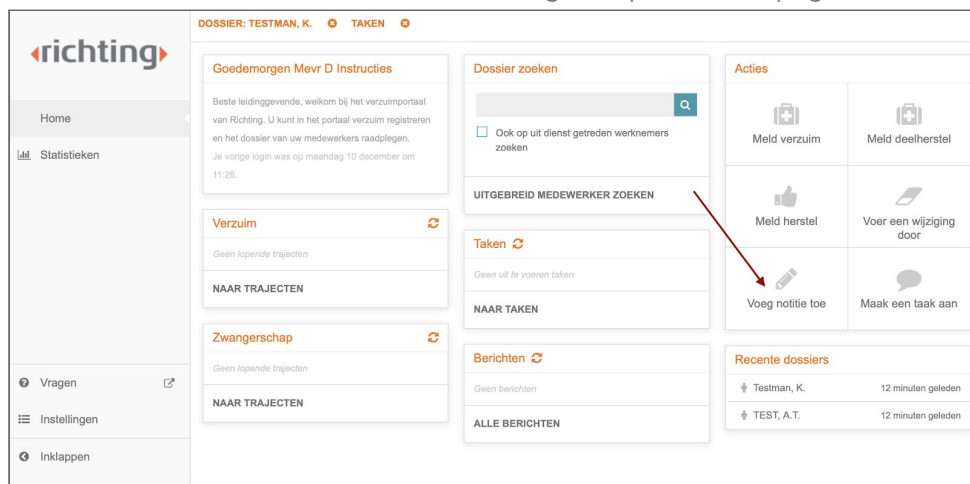 DOSSIER: TESTMAN, K.
TAKEN
richting
Home
Statistieken
Vragen
Instellingen
Inklappen
Goedemorgen Mevr D Instructies
Beste leidinggevende, welkom bij het verzuimportaal
van Richting. U kunt in het portaal verzuim registreren
en het dossier van uw medewerkers raadplegen.
Je vorige login was op maandag 10 december om
11:28.
Verzuim
Geen lopende trajecten
NAAR TRAJECTEN
Zwangerschap
Geen lopende trajecten
NAAR TRAJECTEN
Dossier zoeken
Ook op uit dienst getreden werknemers
zoeken
UITGEBREID MEDEWERKER ZOEKEN
Taken
Geen uit te voeren taken
NAAR TAKEN
Berichten
Geen berichten
ALLE BERICHTEN
Acties
Meld verzuim
Meld deelherstel
Meld herstel
Voer een wijziging
door
Voeg notitie toe
Maak een taak aan
Recente dossiers
Testman, K. 12 minuten geleden
TEST, A.T. 12 minuten geleden